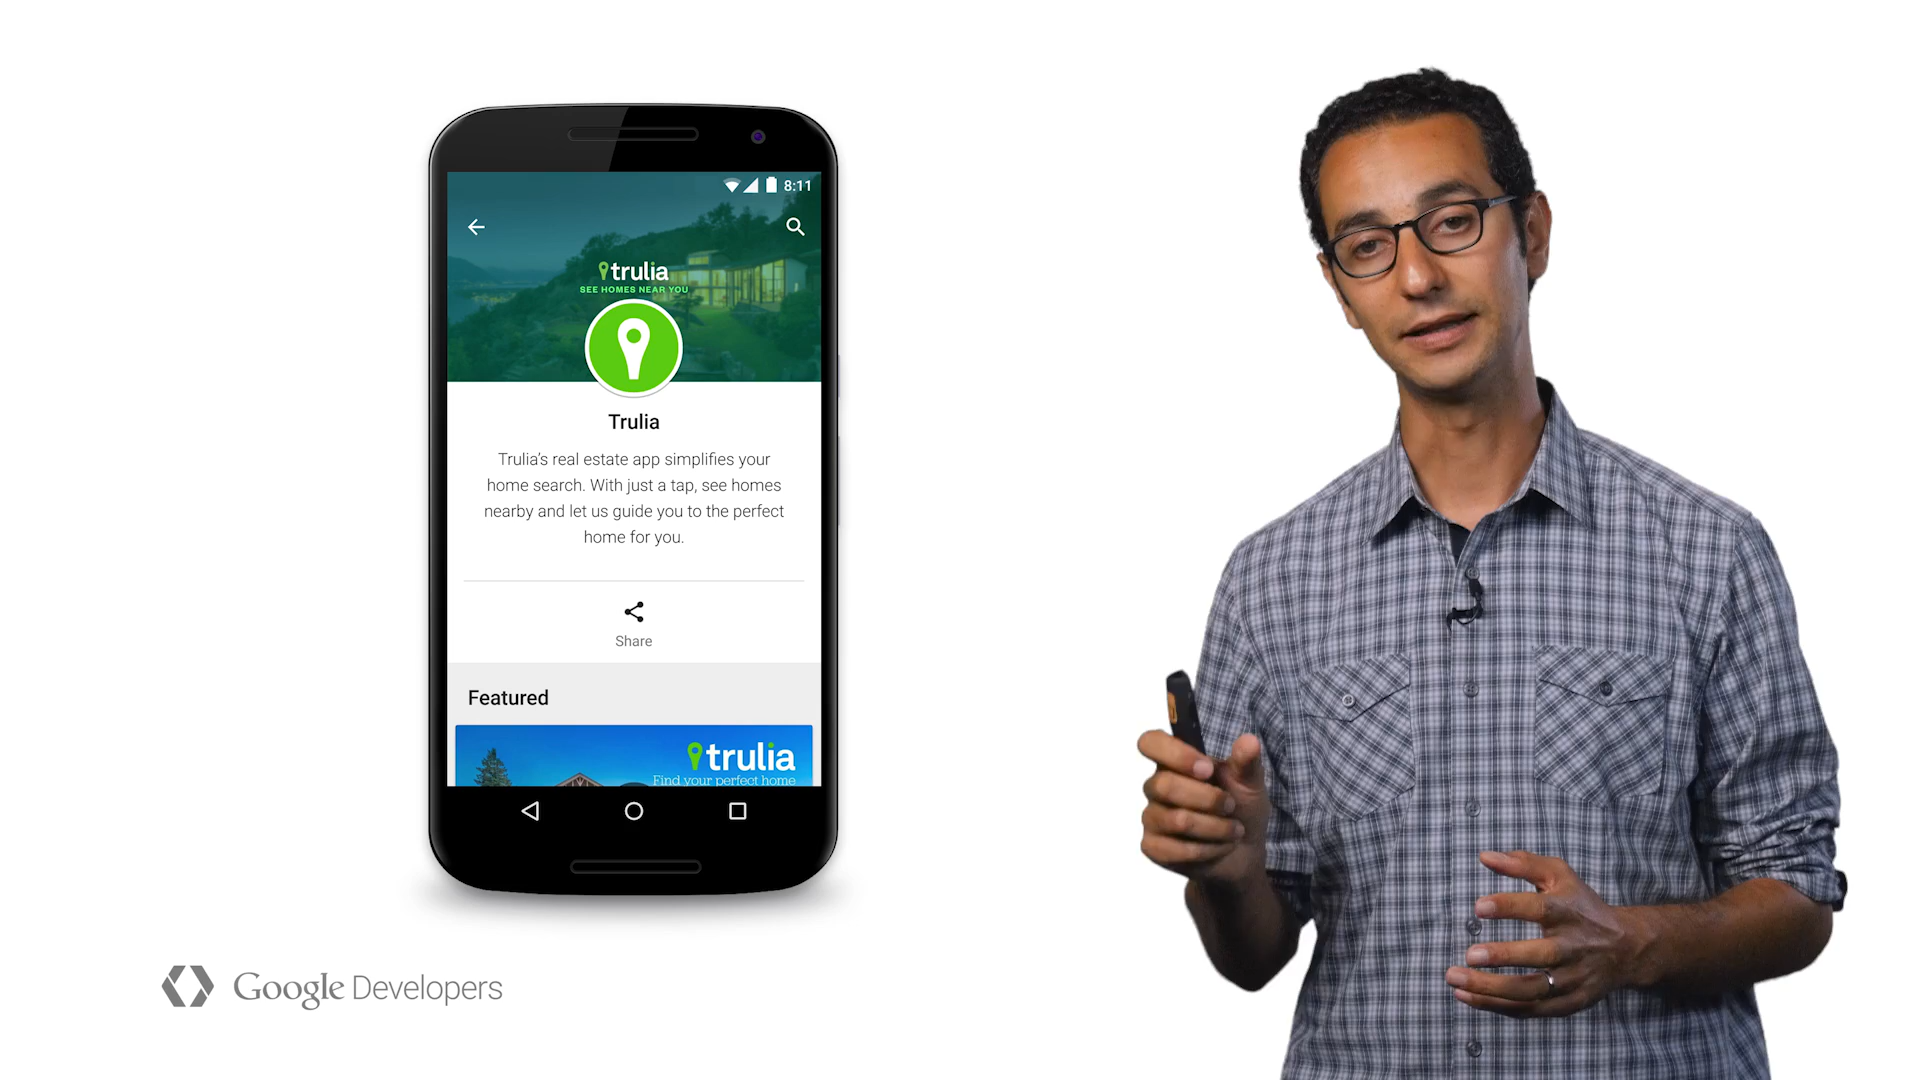 8:11
trulia
SEE HOMES NEAR YOU
Trulia
Trulia's real estate app simplifies your
home search. With just a tap, see homes
nearby and let us guide you to the perfect
home for you.
Share
Featured
trulia
Find your perfect home
Google Developers